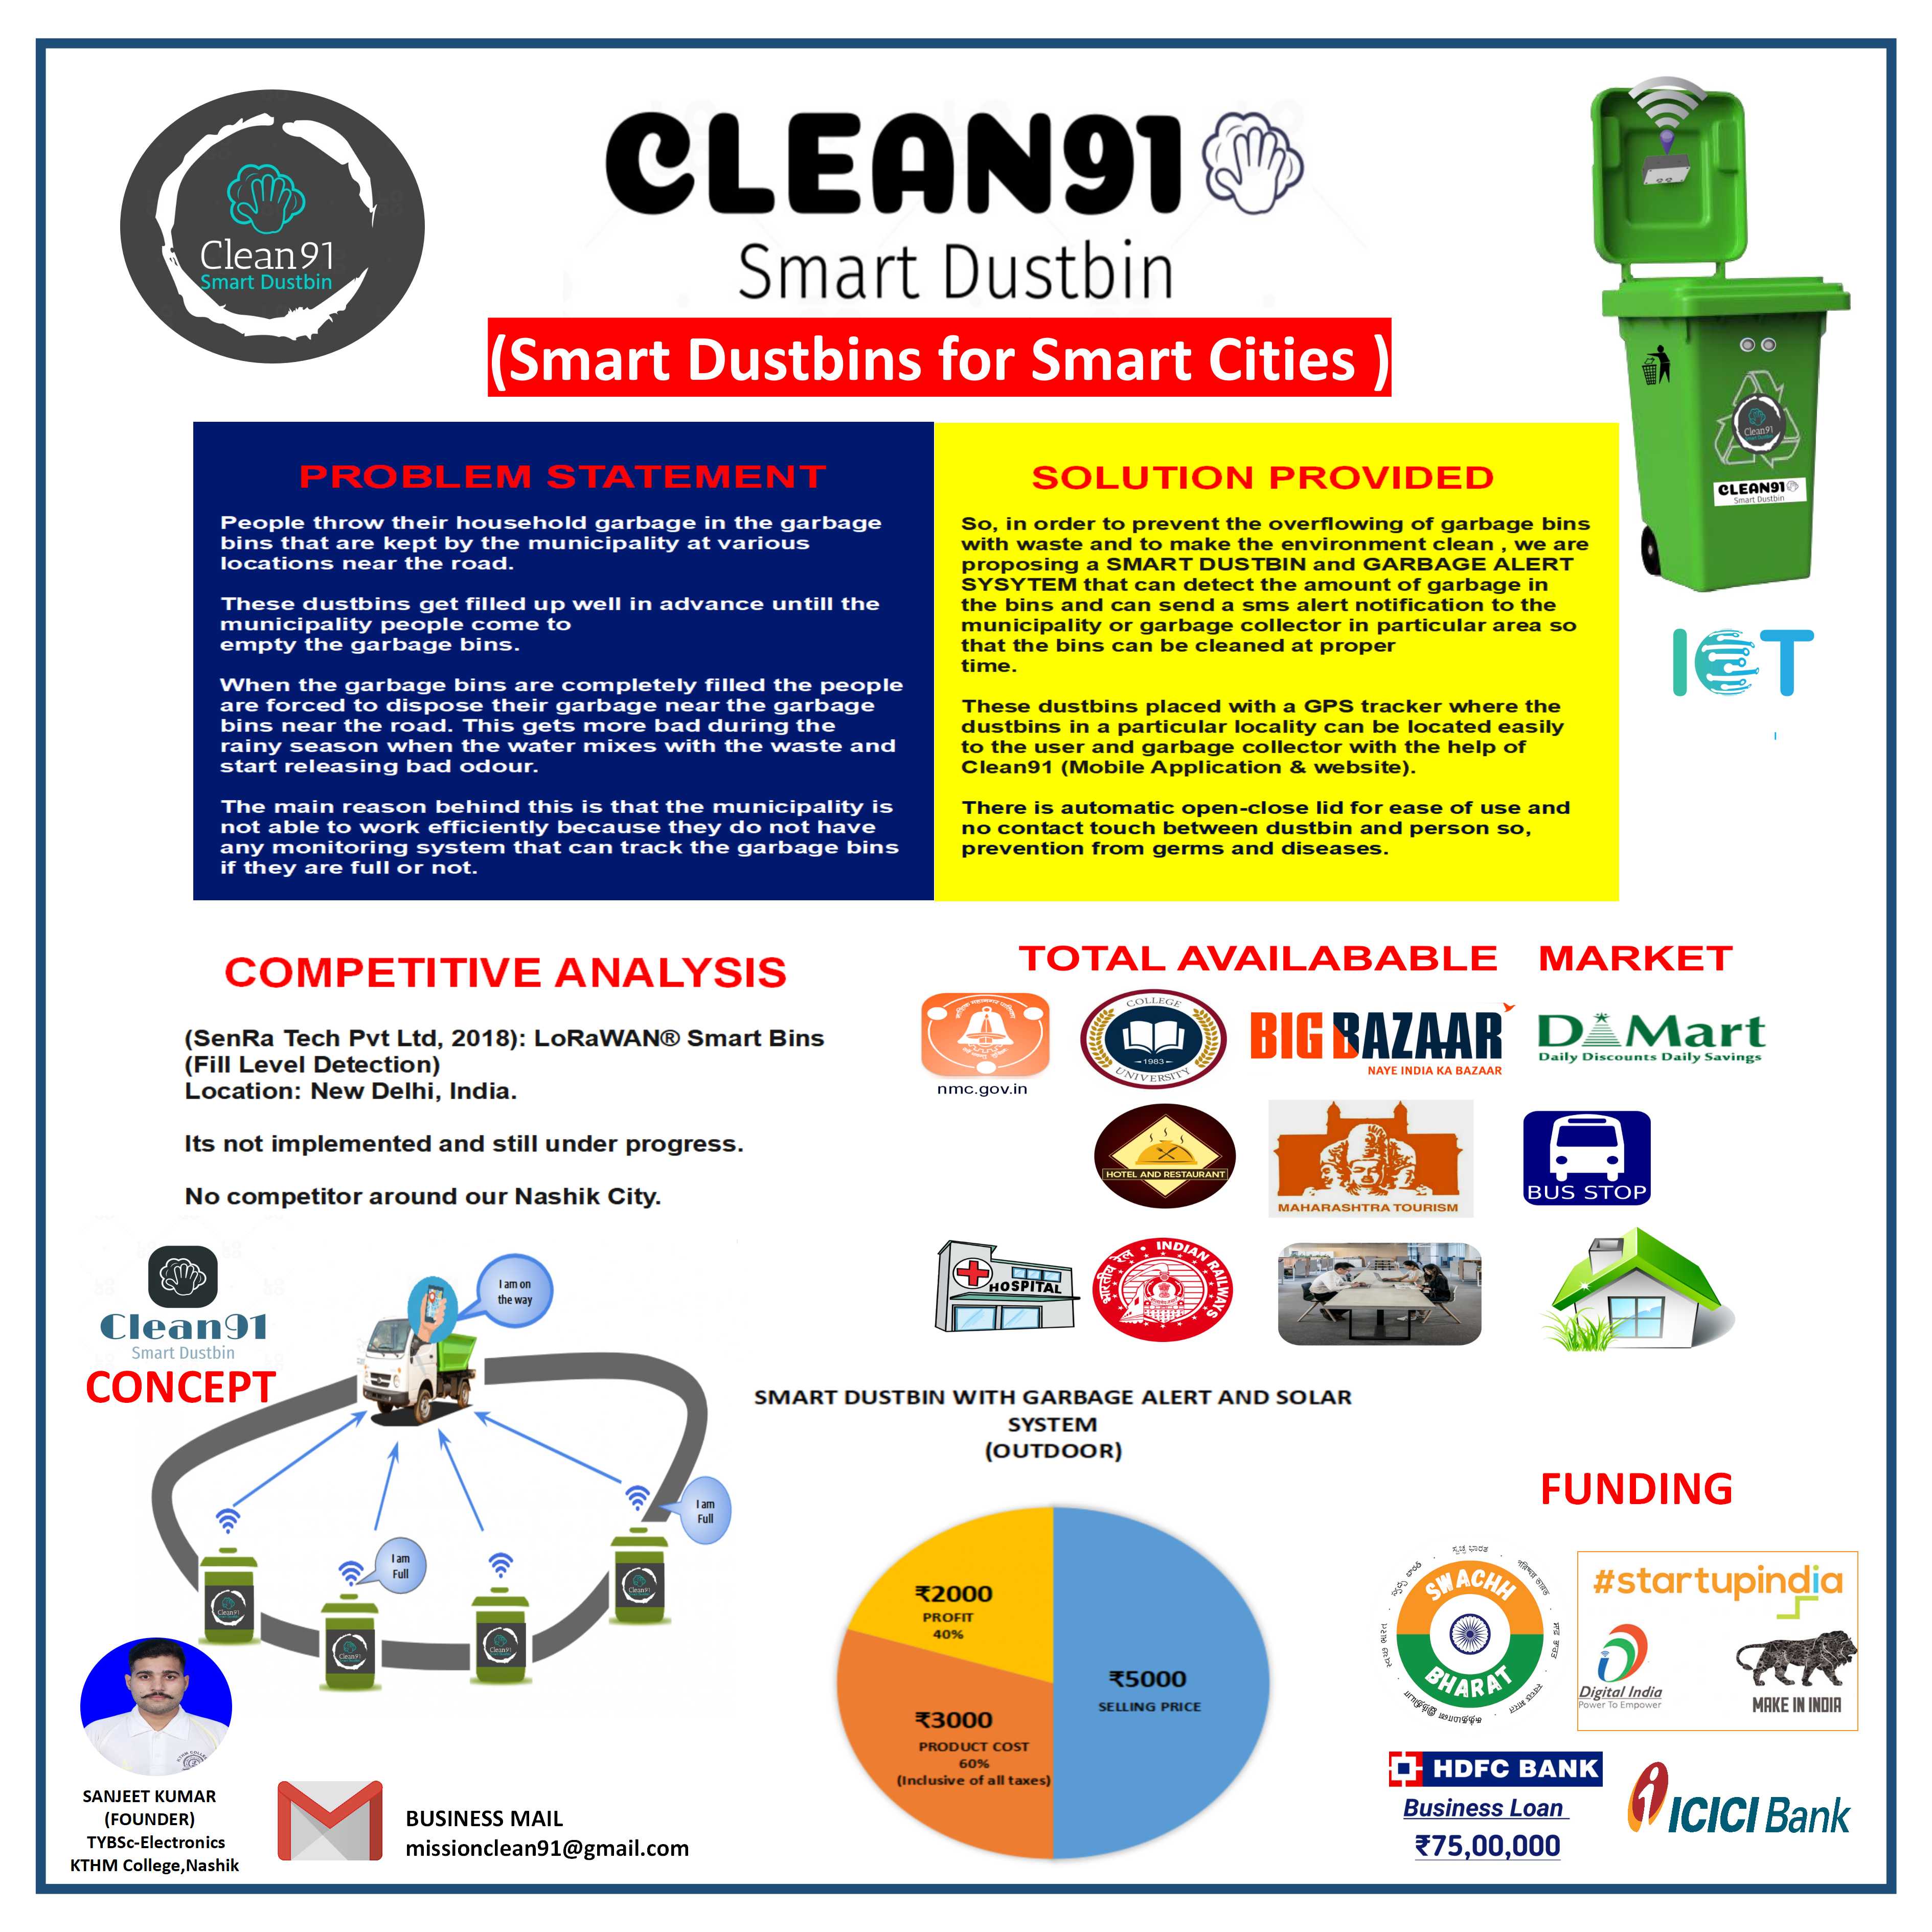 Clean91
Smart Dustbin
CLEAN91
Smart Dustbin
(Smart Dustbins for Smart Cities )
Clean91
CLEAN91
Smart Dustbin
IOT
PROBLEM STATEMENT
People throw their household garbage in the garbage
bins that are kept by the municipality at various
locations near the road.
These dustbins get filled up well in advance untill the
municipality people come to
empty the garbage bins.
When the garbage bins are completely filled the people
are forced to dispose their garbage near the garbage
bins near the road. This gets more bad during the
rainy season when the water mixes with the waste and
start releasing bad odour.
The main reason behind this is that the municipality is
not able to work efficiently because they do not have
any monitoring system that can track the garbage bins
if they are full or not.
SOLUTION PROVIDED
So, in order to prevent the overflowing of garbage bins
with waste and to make the environment clean , we are
proposing a SMART DUSTBIN and GARBAGE ALERT
SYSYTEM that can detect the amount of garbage in
the bins and can send a sms alert notification to the
municipality or garbage collector in particular area so
that the bins can be cleaned at proper
time.
These dustbins placed with a GPS tracker where the
dustbins in a particular locality can be located easily
to the user and garbage collector with the help of
Clean91 (Mobile Application & website).
There is automatic open-close lid for ease of use and
no contact touch between dustbin and person so,
prevention from germs and diseases.
COMPETITIVE ANALYSIS
(SenRa Tech Pvt Ltd, 2018): LoRaWAN® Smart Bins
(Fill Level Detection)
Location: New Delhi, India.
Its not implemented and still under progress.
No competitor around our Nashik City.
TOTAL AVAILABABLE MARKET
nmc.gov.in
COLLEGE
1983
UNIVERSITY
BIG BAZAAR
NAYE INDIA KA BAZAAR
D Mart
Daily Discounts Daily Savings
HOTEL AND RESTAURANT
MAHARASHTRA TOURISM
BUS STOP
HOSPITAL
भारतीय रेल • INDIAN RAILWAYS
Clean91
Smart Dustbin
CONCEPT
I am on
the way
I am
Full
I am
Full
Clean91
Clean91
Clean91
Clean91
SMART DUSTBIN WITH GARBAGE ALERT AND SOLAR
SYSTEM
(OUTDOOR)
₹2000
PROFIT
40%
₹3000
PRODUCT COST
60%
(Inclusive of all taxes)
₹5000
SELLING PRICE
FUNDING
SWACHH
BHARAT
#startupindia
Digital India
Power To Empower
MAKE IN INDIA
HDFC BANK
Business Loan
₹75,00,000
ICICI Bank
SANJEET KUMAR
(FOUNDER)
TYBSc-Electronics
KTHM College,Nashik
BUSINESS MAIL
missionclean91@gmail.com